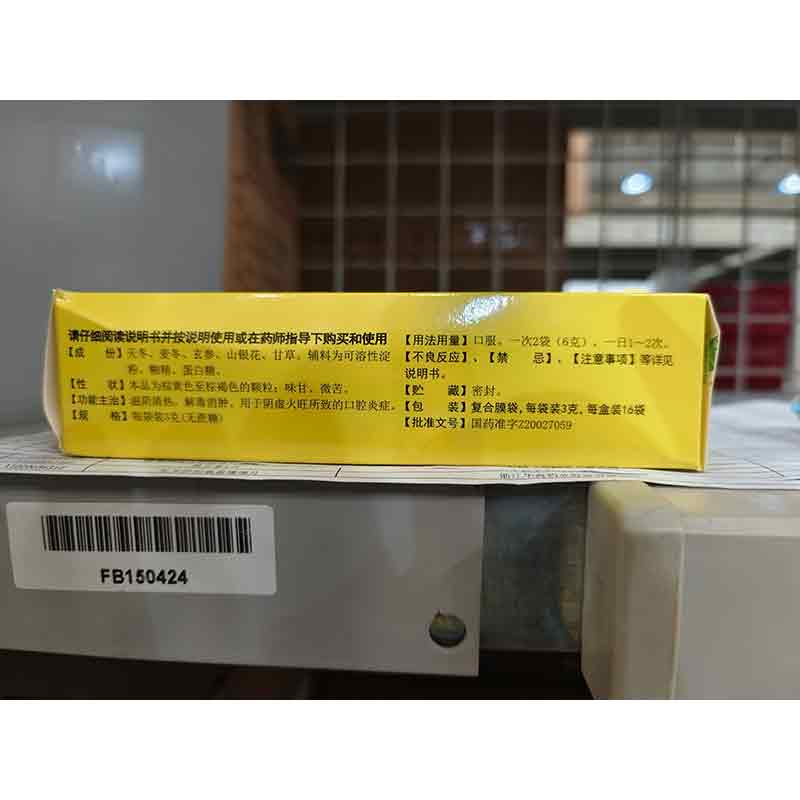 请仔细阅读说明书并按说明使用或在药师指导下购买和使用
【成 份】天冬、麦冬、玄参、山银花、甘草。辅料为可溶性淀
粉、糊精、蛋白糖。
【性 状】本品为棕黄色至棕褐色的颗粒；味甘、微苦。
【功能主治】滋阴清热，解毒消肿。用于阴虚火旺所致的口腔炎症。
【规 格】每袋装3克(无蔗糖)
【用法用量】口服。一次2袋（6克），一日1～2次。
【不良反应】、【禁 忌】、【注意事项】等详见
说明书。
【贮 藏】密封。
【包 装】复合膜袋，每袋装3克，每盒装16袋
【批准文号】国药准字Z20027059
FB150424